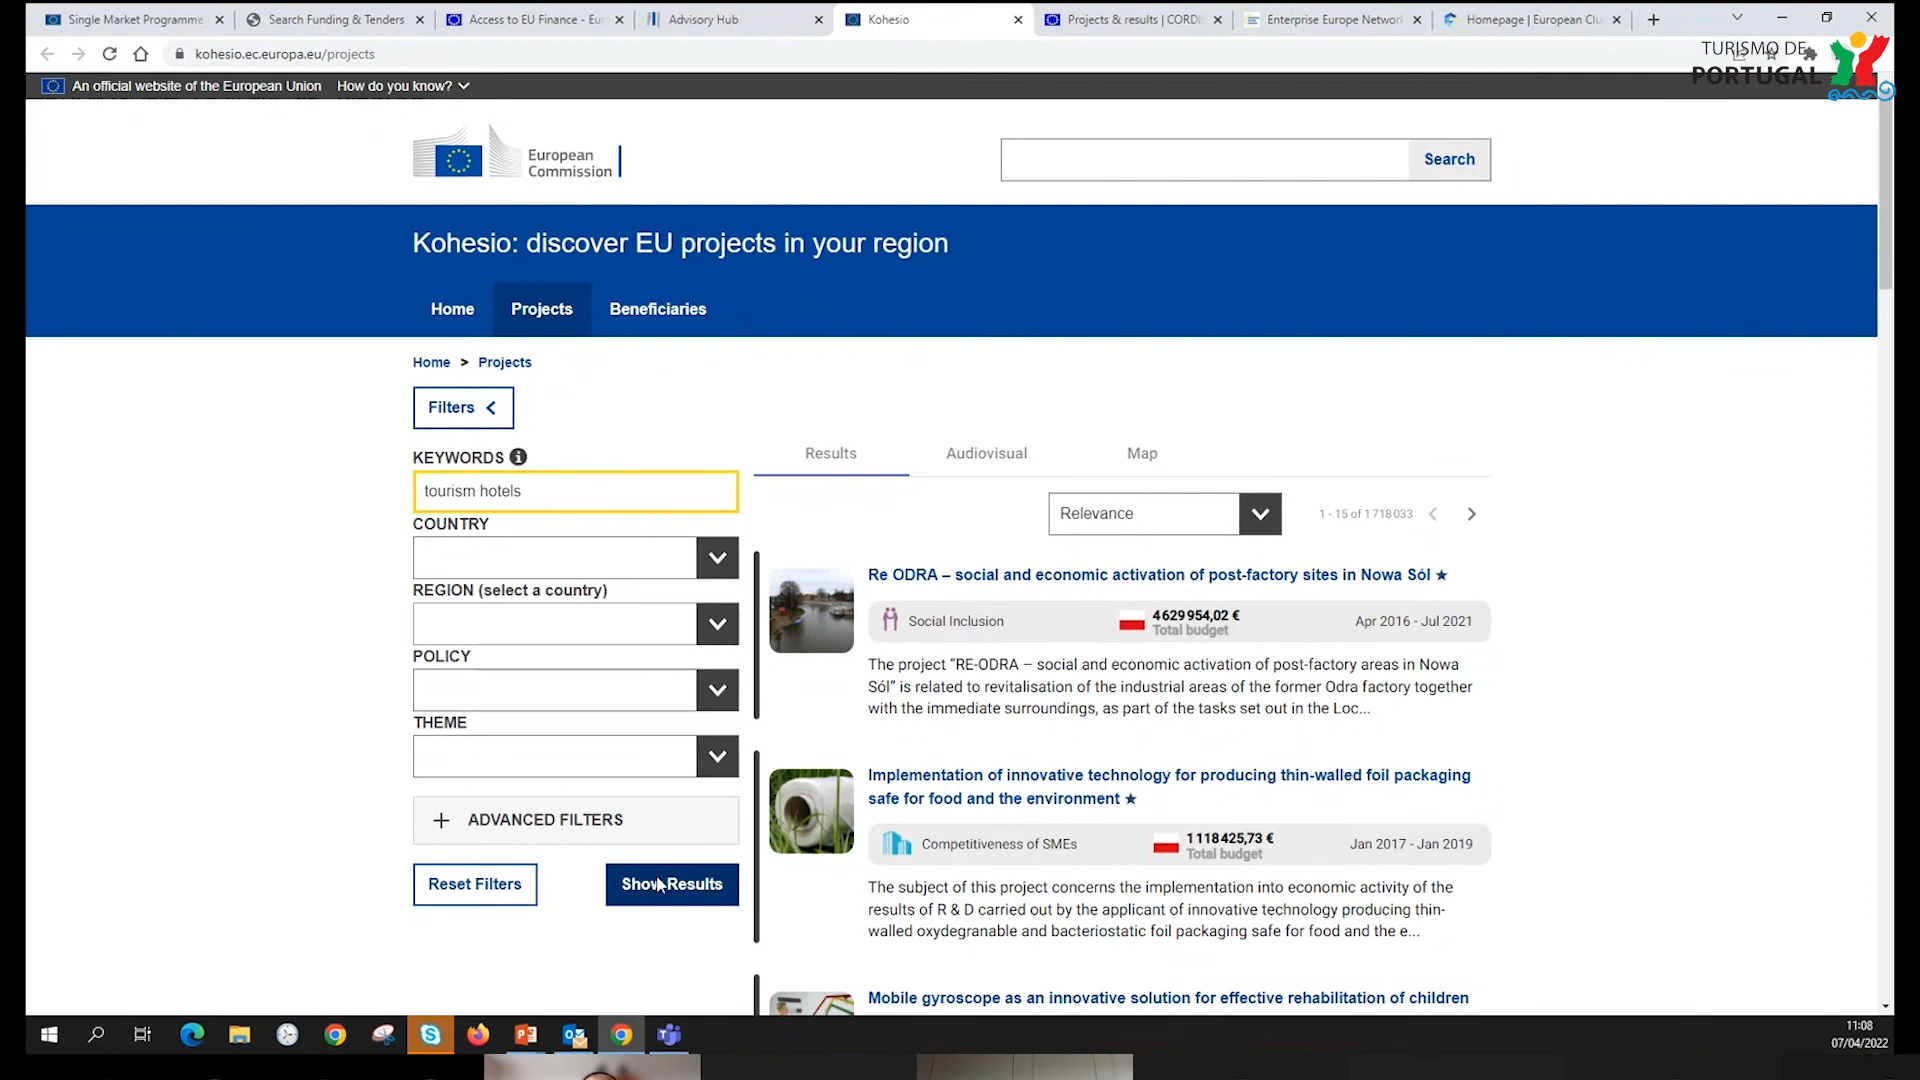 Single Market Programme
Search Funding & Tenders
Access to EU Finance - Eur
Advisory Hub
Kohesio
Projects & results | CORDI
Enterprise Europe Network
Homepage | European Clu
kohesio.ec.europa.eu/projects
TURISMO DE
PORTUGAL
An official website of the European Union How do you know?
European
Commission
Search
Kohesio: discover EU projects in your region
Home Projects Beneficiaries
Home > Projects
Filters
KEYWORDS
tourism hotels
COUNTRY
REGION (select a country)
POLICY
THEME
+ ADVANCED FILTERS
Reset Filters Show Results
Results Audiovisual Map
Relevance
1 - 15 of 1 718 033
Re ODRA – social and economic activation of post-factory sites in Nowa Sól ★
Social Inclusion
4 629 954,02 €
Total budget
Apr 2016 - Jul 2021
The project “RE-ODRA – social and economic activation of post-factory areas in Nowa
Sól” is related to revitalisation of the industrial areas of the former Odra factory together
with the immediate surroundings, as part of the tasks set out in the Loc...
Implementation of innovative technology for producing thin-walled foil packaging
safe for food and the environment ★
Competitiveness of SMEs
1 118 425,73 €
Total budget
Jan 2017 - Jan 2019
The subject of this project concerns the implementation into economic activity of the
results of R & D carried out by the applicant of innovative technology producing thin-
walled oxydegranable and bacteriostatic foil packaging safe for food and the e...
Mobile gyroscope as an innovative solution for effective rehabilitation of children
11:08
07/04/2022